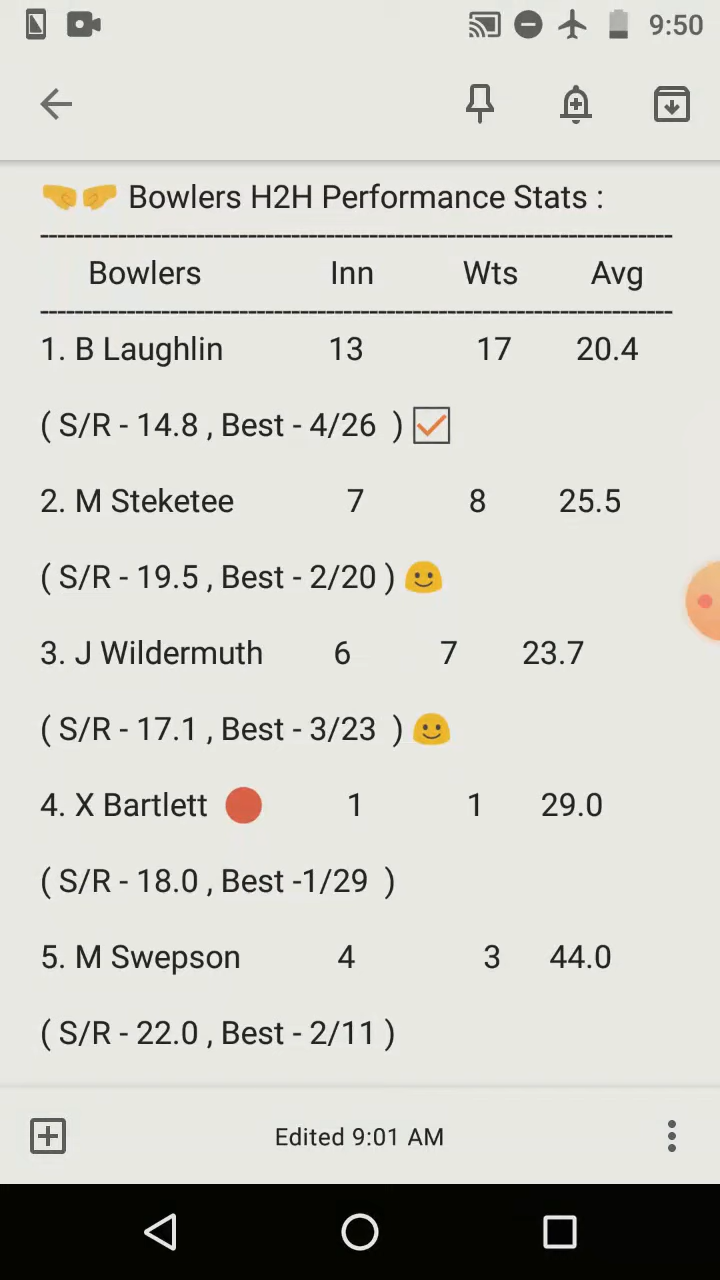 9:50
🤜🤛 Bowlers H2H Performance Stats :
--------------------------------------------------------------------------------
Bowlers Inn Wts Avg
--------------------------------------------------------------------------------
1. B Laughlin 13 17 20.4
( S/R - 14.8 , Best - 4/26 ) ☑
2. M Steketee 7 8 25.5
( S/R - 19.5 , Best - 2/20 ) 🙂
3. J Wildermuth 6 7 23.7
( S/R - 17.1 , Best - 3/23 ) 🙂
4. X Bartlett 🔴 1 1 29.0
( S/R - 18.0 , Best -1/29 )
5. M Swepson 4 3 44.0
( S/R - 22.0 , Best - 2/11 )
Edited 9:01 AM